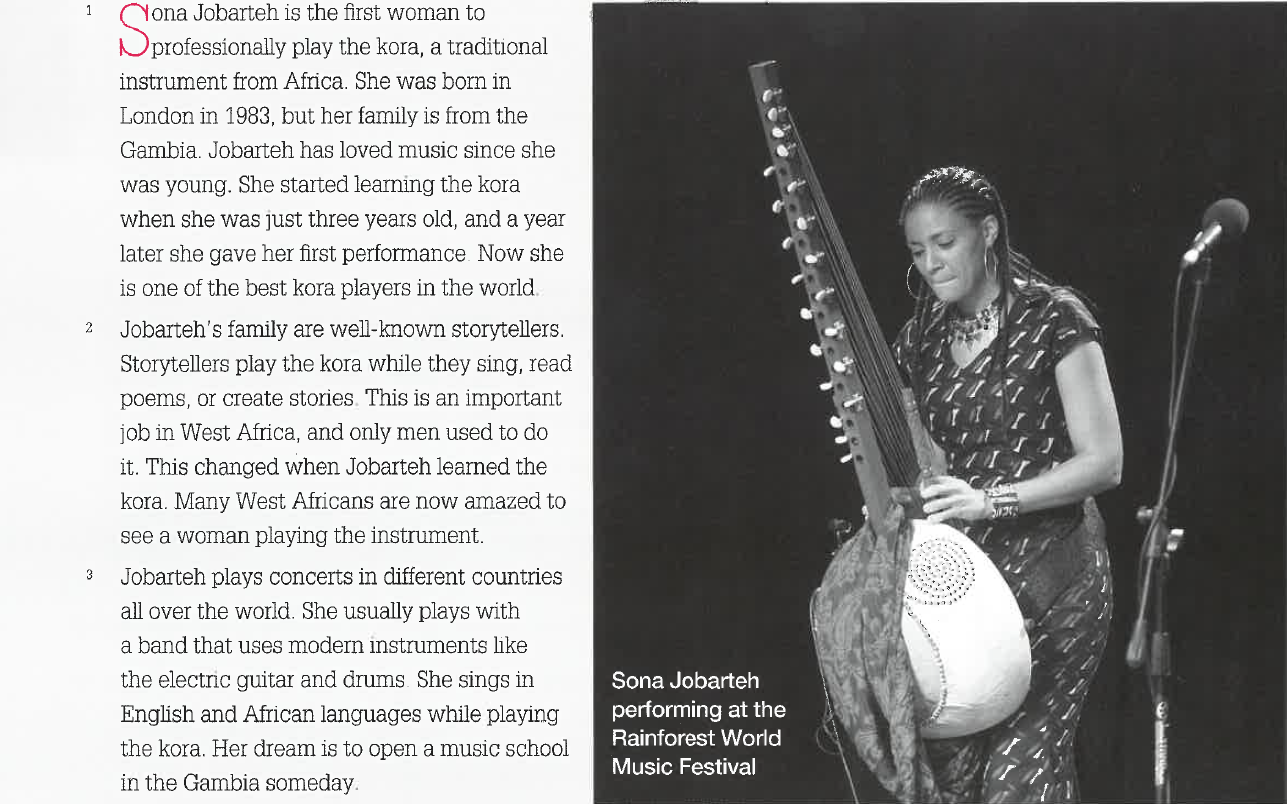 1 Sona Jobarteh is the first woman to
professionally play the kora, a traditional
instrument from Africa. She was born in
London in 1983, but her family is from the
Gambia. Jobarteh has loved music since she
was young. She started learning the kora
when she was just three years old, and a year
later she gave her first performance. Now she
is one of the best kora players in the world.
2 Jobarteh's family are well-known storytellers.
Storytellers play the kora while they sing, read
poems, or create stories. This is an important
job in West Africa, and only men used to do
it. This changed when Jobarteh learned the
kora. Many West Africans are now amazed to
see a woman playing the instrument.
3 Jobarteh plays concerts in different countries
all over the world. She usually plays with
a band that uses modern instruments like
the electric guitar and drums. She sings in
English and African languages while playing
the kora. Her dream is to open a music school
in the Gambia someday.
Sona Jobarteh
performing at the
Rainforest World
Music Festival